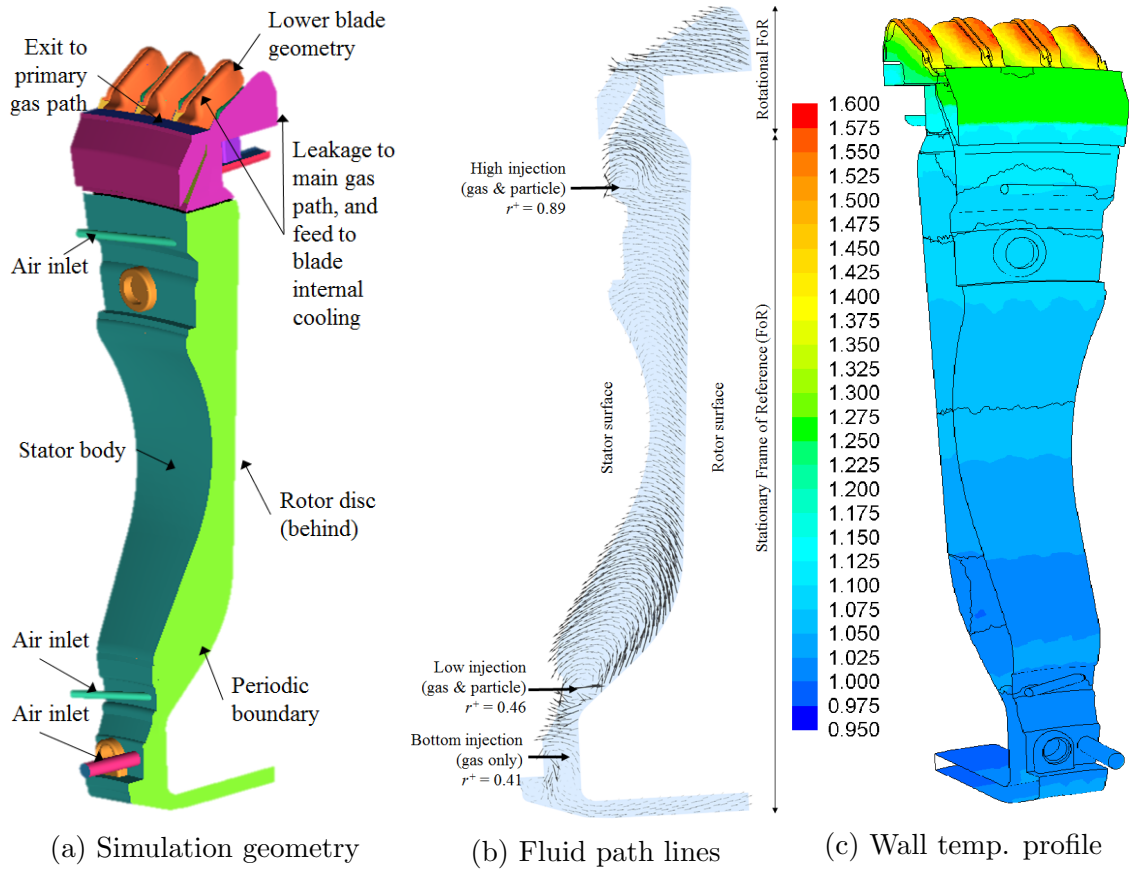 Lower blade
geometry
Exit to
primary
gas path
Leakage to
main gas
path, and
feed to
blade
internal
cooling
Air inlet
Stator body
Rotor disc
(behind)
Air inlet
Air inlet
Periodic
boundary
(a) Simulation geometry
Rotational FoR
High injection
(gas & particle)
r⁺ = 0.89
Stator surface
Rotor surface
Stationary Frame of Reference (FoR)
Low injection
(gas & particle)
r⁺ = 0.46
Bottom injection
(gas only)
r⁺ = 0.41
(b) Fluid path lines
1.600
1.575
1.550
1.525
1.500
1.475
1.450
1.425
1.400
1.375
1.350
1.325
1.300
1.275
1.250
1.225
1.200
1.175
1.150
1.125
1.100
1.075
1.050
1.025
1.000
0.975
0.950
(c) Wall temp. profile